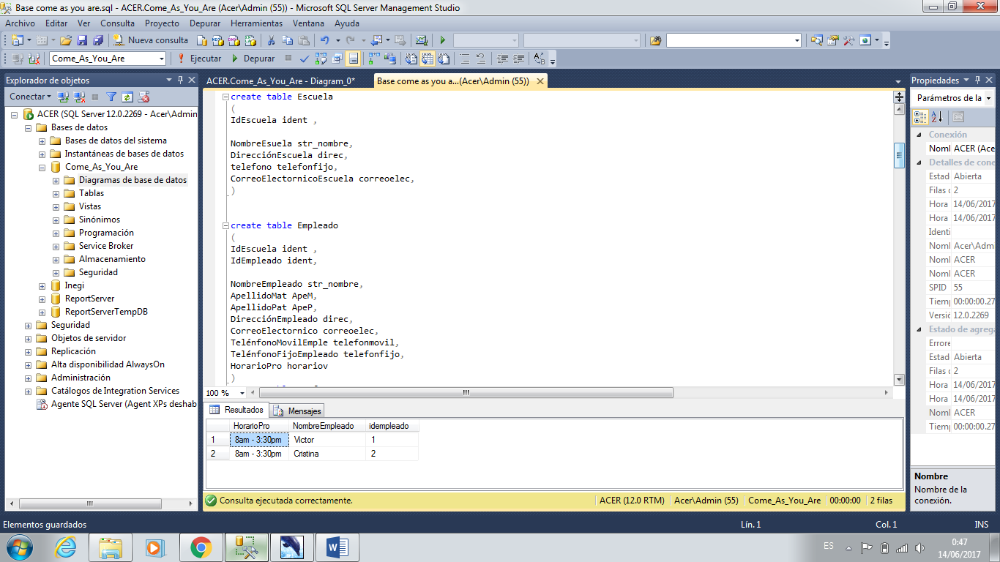 Base come as you are.sql - ACER.Come_As_You_Are (Acer\Admin (55)) - Microsoft SQL Server Management Studio
Archivo Editar Ver Consulta Proyecto Depurar Herramientas Ventana Ayuda
Nueva consulta
Come_As_You_Are Ejecutar Depurar
Explorador de objetos
Conectar
ACER (SQL Server 12.0.2269 - Acer\Admin
Bases de datos
Bases de datos del sistema
Instantáneas de bases de datos
Come_As_You_Are
Diagramas de base de datos
Tablas
Vistas
Sinónimos
Programación
Service Broker
Almacenamiento
Seguridad
Inegi
ReportServer
ReportServerTempDB
Seguridad
Objetos de servidor
Replicación
Alta disponibilidad AlwaysOn
Administración
Catálogos de Integration Services
Agente SQL Server (Agent XPs deshab
ACER.Come_As_You_Are - Diagram_0* Base come as you a...(Acer\Admin (55))
create table Escuela
(
IdEscuela ident ,
NombreEsuela str_nombre,
DirecciónEscuela direc,
telefono telefonfijo,
CorreoElectornicoEscuela correoelec,
)
create table Empleado
(
IdEscuela ident ,
IdEmpleado ident,
NombreEmpleado str_nombre,
ApellidoMat ApeM,
ApellidoPat ApeP,
DirecciónEmpleado direc,
CorreoElectornico correoelec,
TelénfonoMovilEmple telefonmovil,
TelénfonoFijoEmpleado telefonfijo,
HorarioPro horariov
)
100 %
Resultados Mensajes
HorarioPro NombreEmpleado idempleado
1 8am - 3:30pm Victor 1
2 8am - 3:30pm Cristina 2
Consulta ejecutada correctamente. ACER (12.0 RTM) Acer\Admin (55) Come_As_You_Are 00:00:00 2 filas
Propiedades
Parámetros de la
Conexión
Noml ACER (Ace
Detalles de cone
Estad Abierta
Filas c 2
Hora 14/06/2017
Hora 14/06/2017
Identi
Noml Acer\Adm
Noml ACER
Noml ACER
SPID 55
Tiemp 00:00:00.27
Versió 12.0.2269
Estado de agrega
Errore
Estad Abierta
Filas c 2
Hora 14/06/2017
Hora 14/06/2017
Noml ACER
Tiemp 00:00:00.27
Nombre
Nombre de la
conexión.
Elementos guardados Lín. 1 Col. 1 INS
ES 0:47
14/06/2017